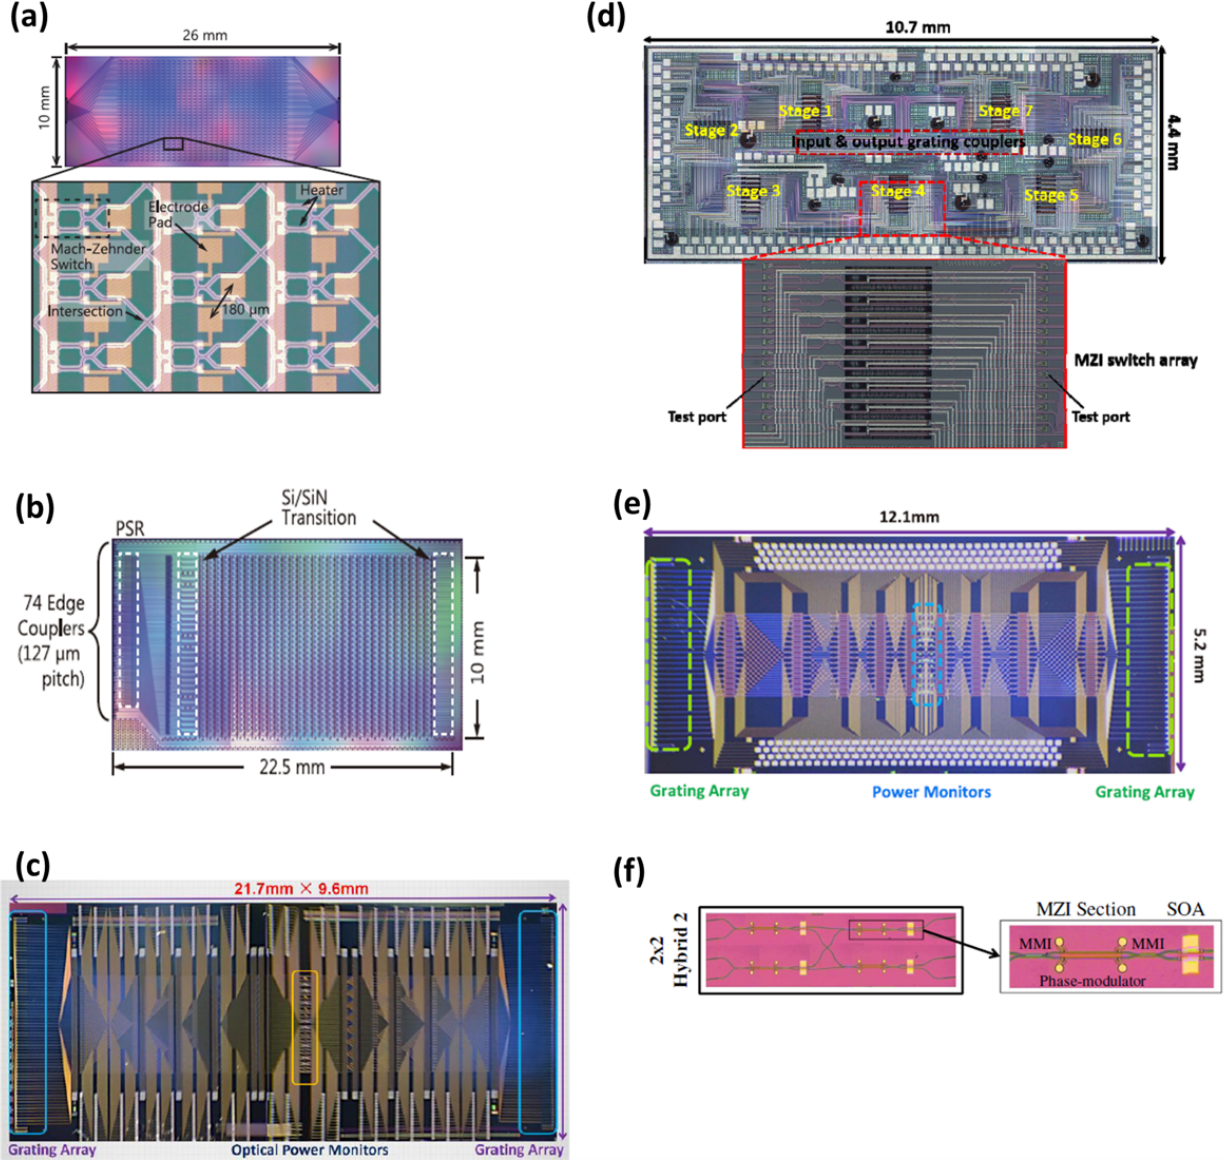 (a)
26 mm
10 mm
Heater
Electrode
Pad
Mach-Zehnder
Switch
Intersection
180 µm
(b)
Si/SiN
Transition
PSR
74 Edge
Couplers
(127 µm
pitch)
10 mm
22.5 mm
(c)
21.7mm × 9.6mm
Grating Array
Optical Power Monitors
Grating Array
(d)
10.7 mm
4.4 mm
Stage 1
Stage 7
Stage 2
Stage 6
Input & output grating couplers
Stage 3
Stage 4
Stage 5
MZI switch array
Test port
Test port
(e)
12.1mm
5.2 mm
Grating Array
Power Monitors
Grating Array
(f)
2x2
Hybrid 2
MZI Section
SOA
MMI
MMI
Phase-modulator